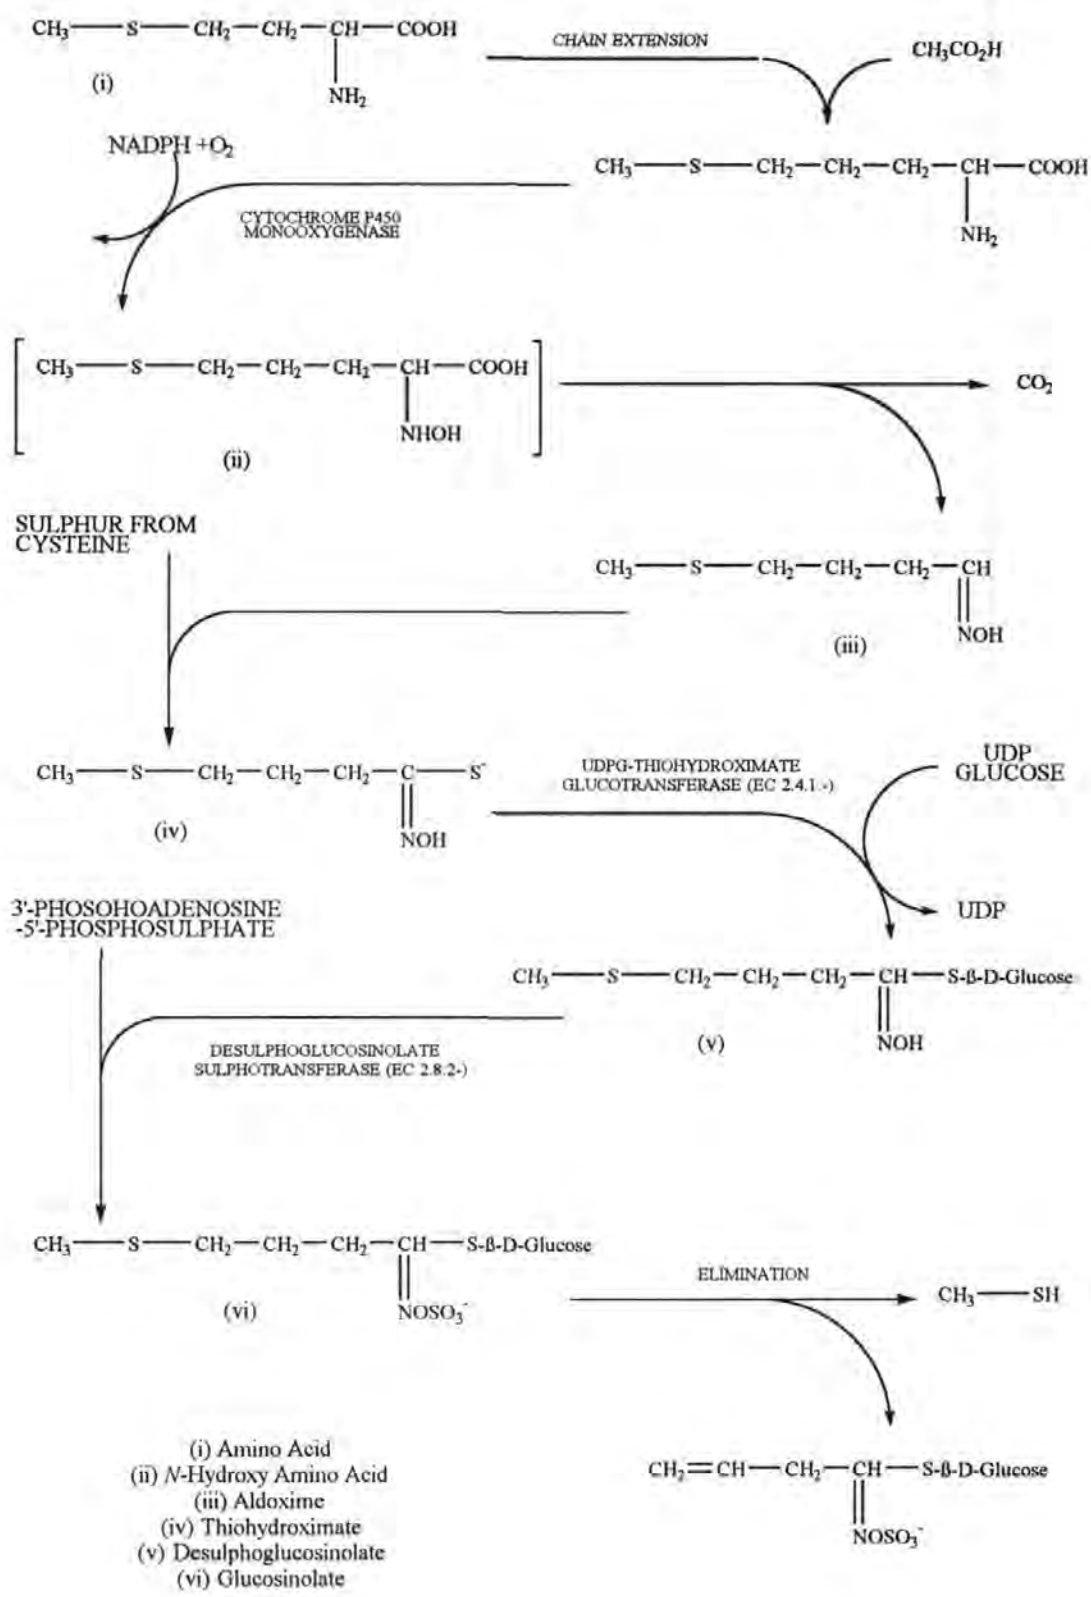 CH₃—S—CH₂—CH₂—CH—COOH
CHAIN EXTENSION
CH₃CO₂H
(i)
NH₂
NADPH +O₂
CH₃—S—CH₂—CH₂—CH₂—CH—COOH
CYTOCHROME P450
MONOOXYGENASE
NH₂
CH₃—S—CH₂—CH₂—CH₂—CH—COOH
CO₂
NHOH
(ii)
SULPHUR FROM
CYSTEINE
CH₃—S—CH₂—CH₂—CH₂—CH
NOH
(iii)
CH₃—S—CH₂—CH₂—CH₂—C—S⁻
NOH
(iv)
UDPG-THIOHYDROXIMATE
GLUCOTRANSFERASE (EC 2.4.1.-)
UDP
GLUCOSE
UDP
3'-PHOSOHOADENOSINE
-5'-PHOSPHOSULPHATE
CH₃—S—CH₂—CH₂—CH₂—CH—S-ß-D-Glucose
NOH
(v)
DESULPHOGLUCOSINOLATE
SULPHOTRANSFERASE (EC 2.8.2-)
CH₃—S—CH₂—CH₂—CH₂—CH—S-ß-D-Glucose
NOSO₃⁻
(vi)
ELIMINATION
CH₃—SH
CH₂=CH—CH₂—CH—S-ß-D-Glucose
NOSO₃⁻
(i) Amino Acid
(ii) N-Hydroxy Amino Acid
(iii) Aldoxime
(iv) Thiohydroximate
(v) Desulphoglucosinolate
(vi) Glucosinolate